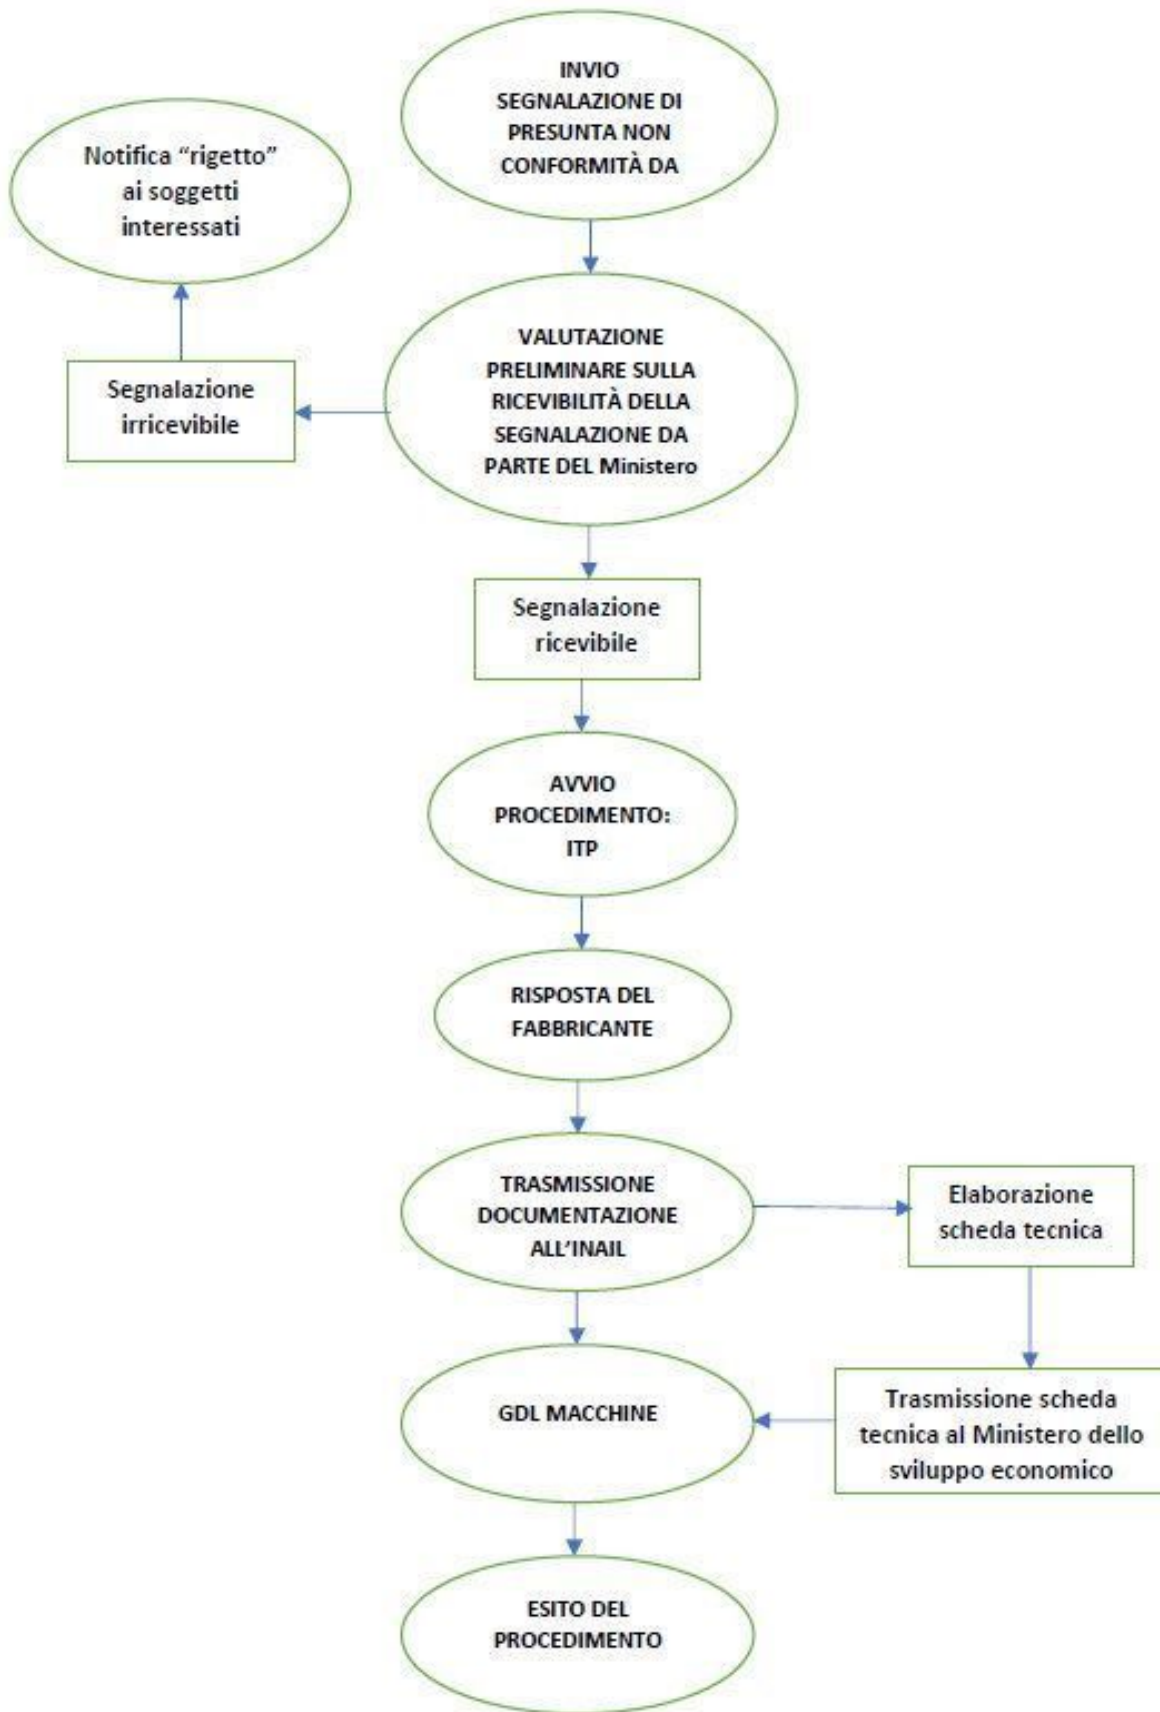 INVIO
SEGNALAZIONE DI
PRESUNTA NON
CONFORMITÀ DA
Notifica “rigetto”
ai soggetti
interessati
VALUTAZIONE
PRELIMINARE SULLA
RICEVIBILITÀ DELLA
SEGNALAZIONE DA
PARTE DEL Ministero
Segnalazione
irricevibile
Segnalazione
ricevibile
AVVIO
PROCEDIMENTO:
ITP
RISPOSTA DEL
FABBRICANTE
TRASMISSIONE
DOCUMENTAZIONE
ALL’INAIL
Elaborazione
scheda tecnica
Trasmissione scheda
tecnica al Ministero dello
sviluppo economico
GDL MACCHINE
ESITO DEL
PROCEDIMENTO